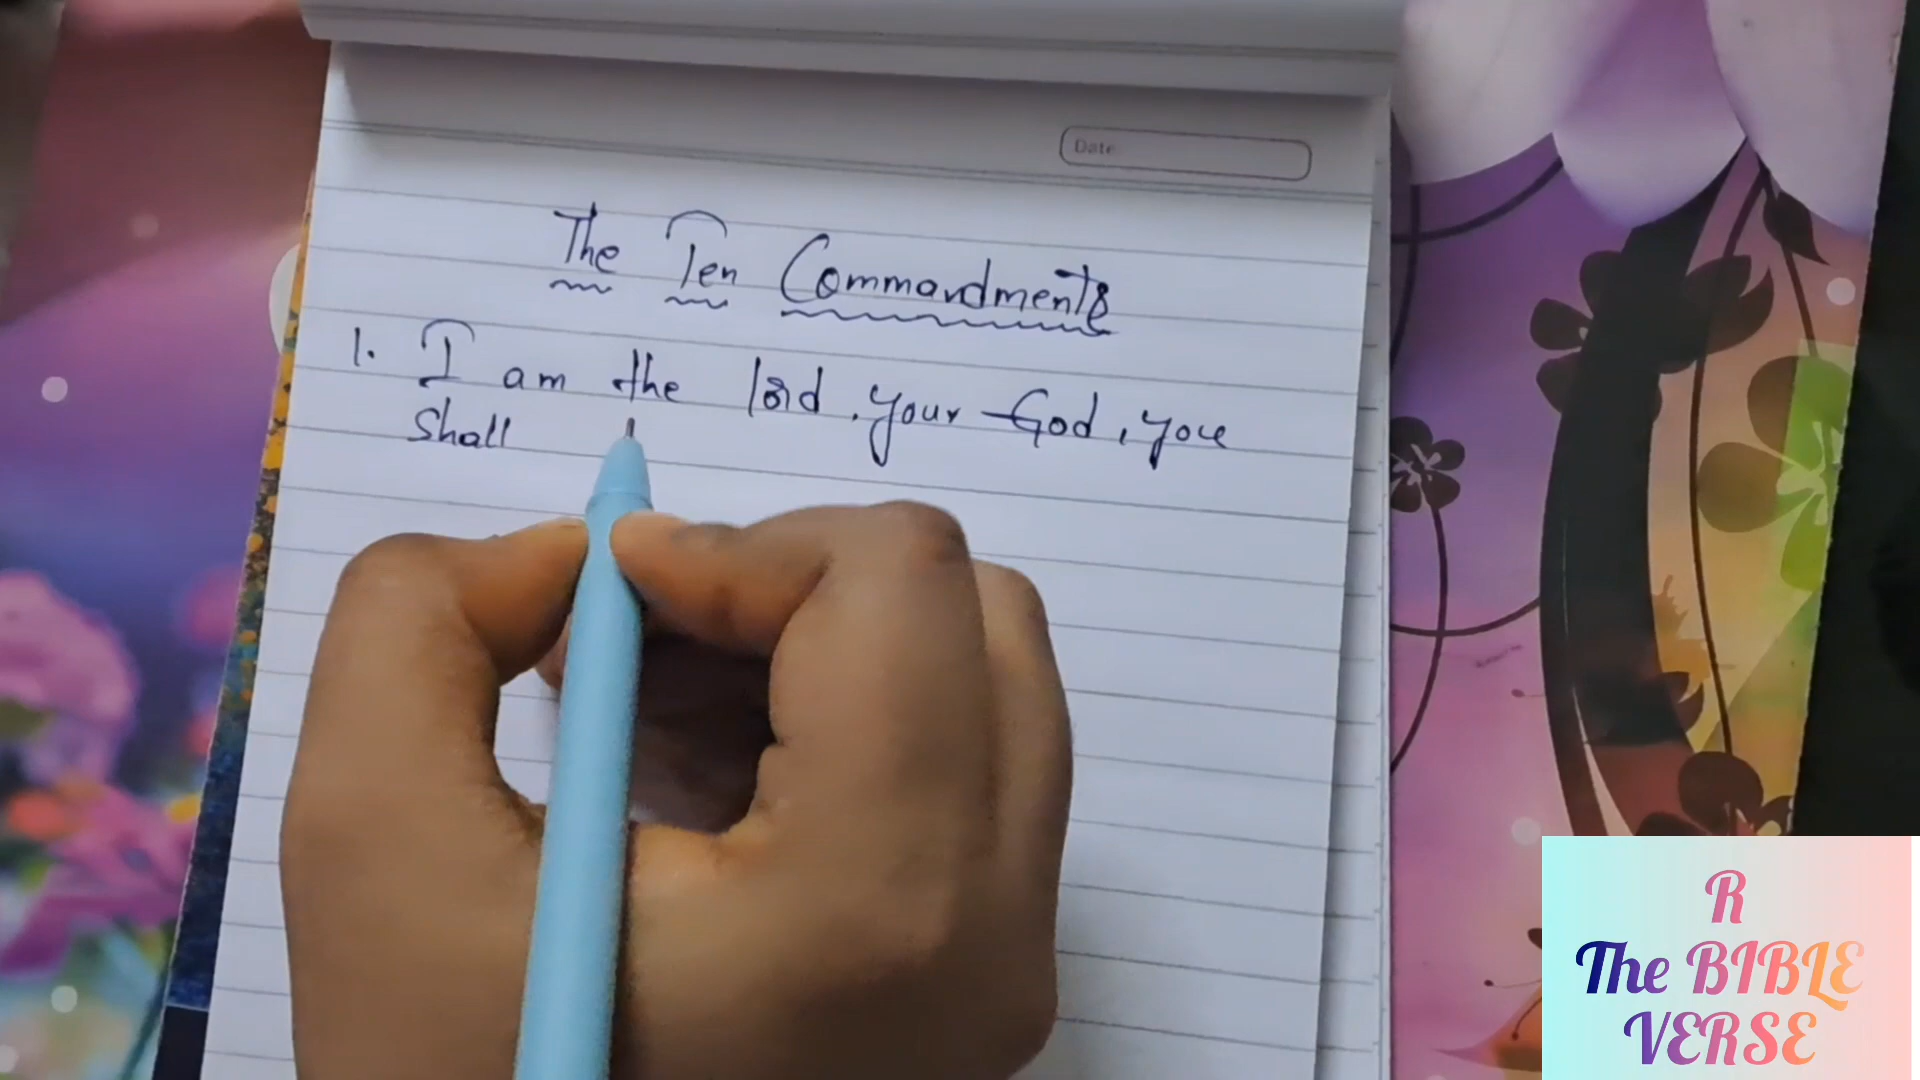 Date
The Ten Commandments
1. I am the lord, your God, you
Shall
R
The BIBLE
VERSE